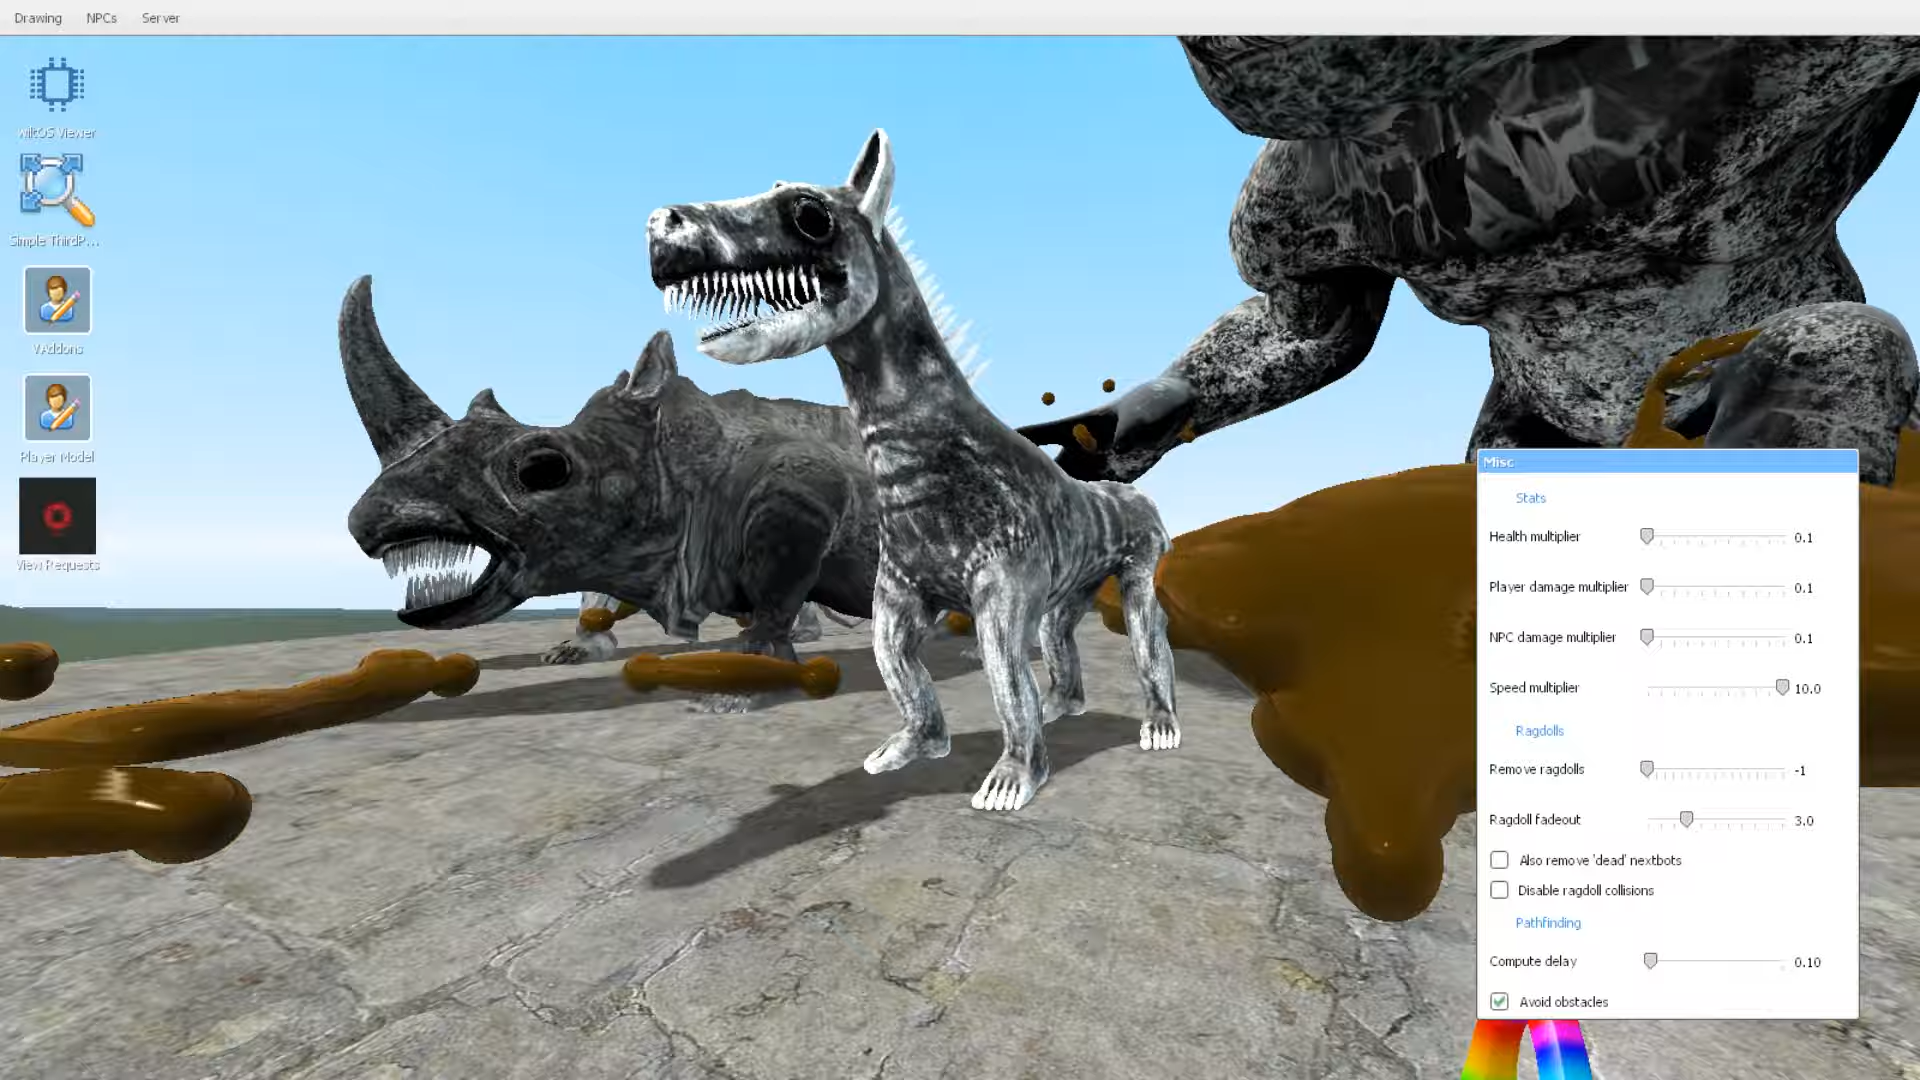 Drawing NPCs Server
wiltOS Viewer
Simple ThirdP...
VAddons
Player Model
View Requests
Misc
Stats
Health multiplier 0.1
Player damage multiplier 0.1
NPC damage multiplier 0.1
Speed multiplier 10.0
Ragdolls
Remove ragdolls -1
Ragdoll fadeout 3.0
Also remove 'dead' nextbots
Disable ragdoll collisions
Pathfinding
Compute delay 0.10
Avoid obstacles